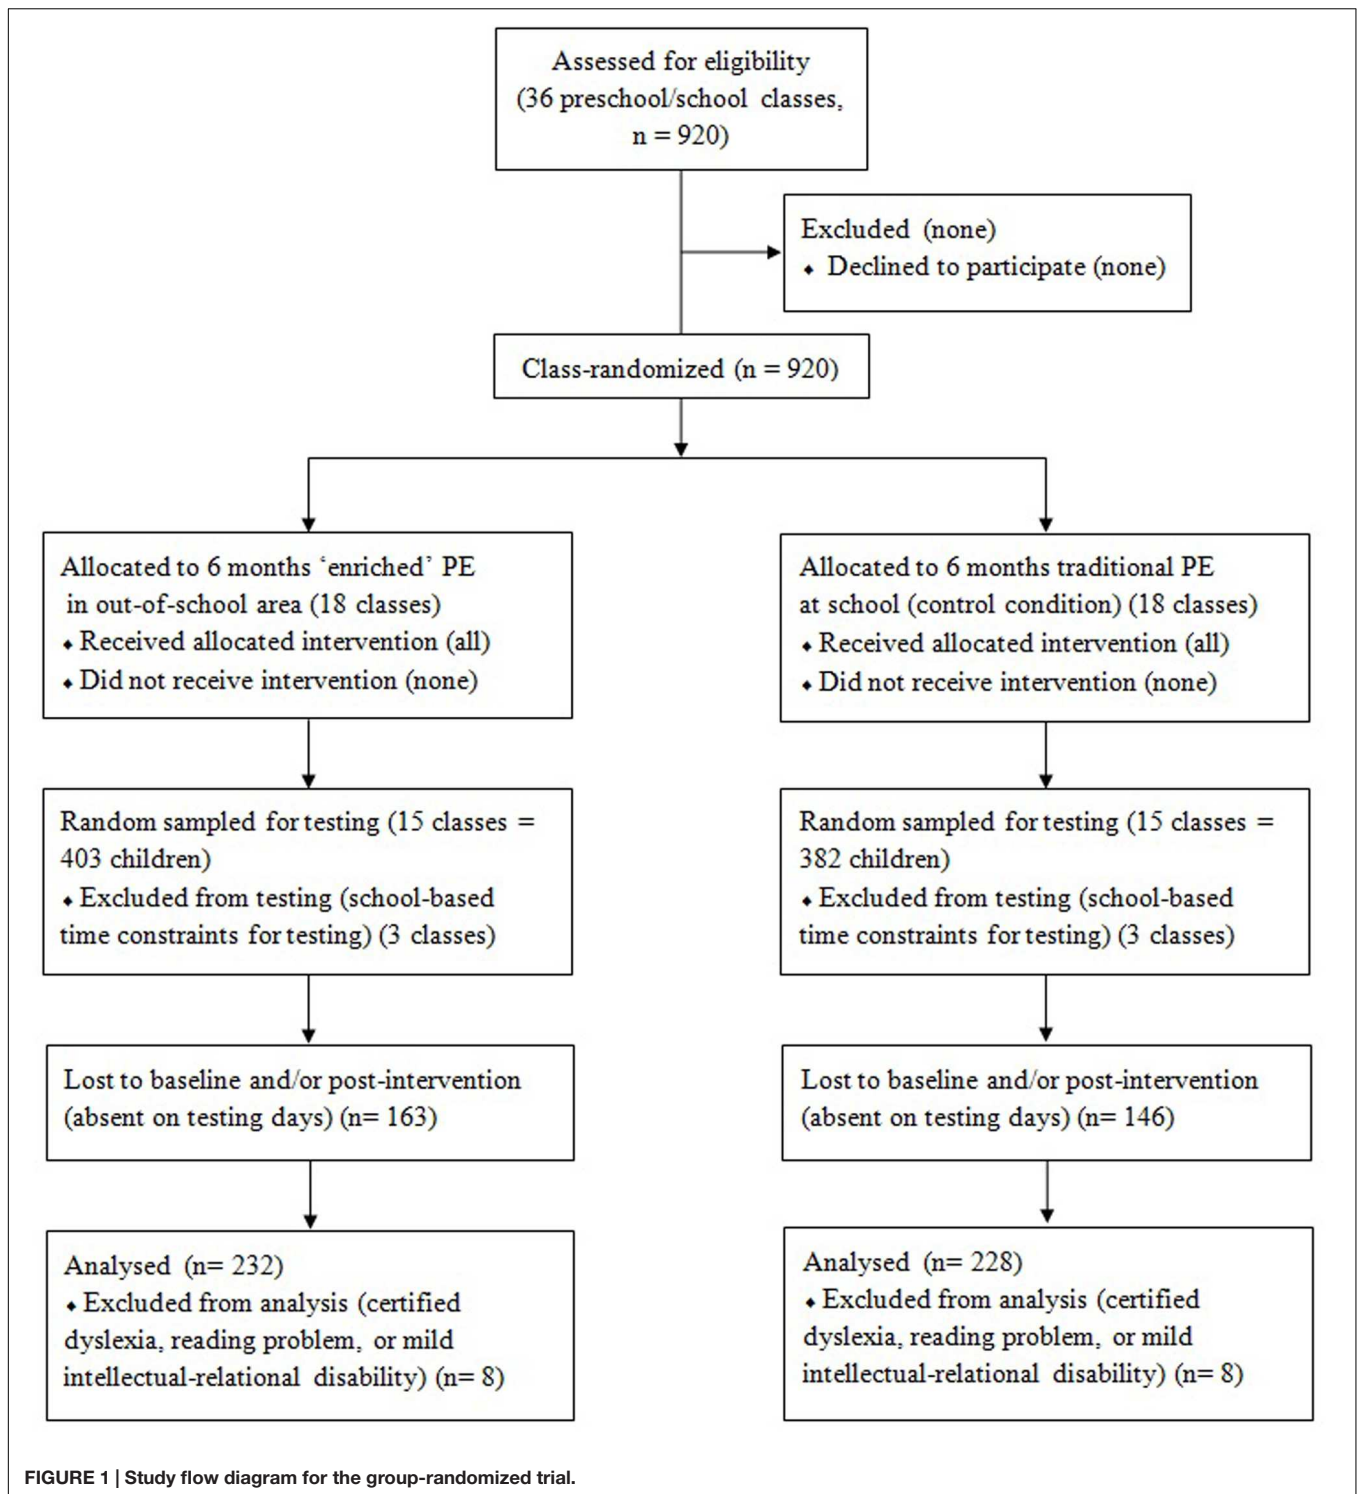 Assessed for eligibility
(36 preschool/school classes,
n = 920)
Excluded (none)
⬥ Declined to participate (none)
Class-randomized (n = 920)
Allocated to 6 months ‘enriched’ PE
in out-of-school area (18 classes)
⬥ Received allocated intervention (all)
⬥ Did not receive intervention (none)
Allocated to 6 months traditional PE
at school (control condition) (18 classes)
⬥ Received allocated intervention (all)
⬥ Did not receive intervention (none)
Random sampled for testing (15 classes =
403 children)
⬥ Excluded from testing (school-based
time constraints for testing) (3 classes)
Random sampled for testing (15 classes =
382 children)
⬥ Excluded from testing (school-based
time constraints for testing) (3 classes)
Lost to baseline and/or post-intervention
(absent on testing days) (n= 163)
Lost to baseline and/or post-intervention
(absent on testing days) (n= 146)
Analysed (n= 232)
⬥ Excluded from analysis (certified
dyslexia, reading problem, or mild
intellectual-relational disability) (n= 8)
Analysed (n= 228)
⬥ Excluded from analysis (certified
dyslexia, reading problem, or mild
intellectual-relational disability) (n= 8)
FIGURE 1 | Study flow diagram for the group-randomized trial.